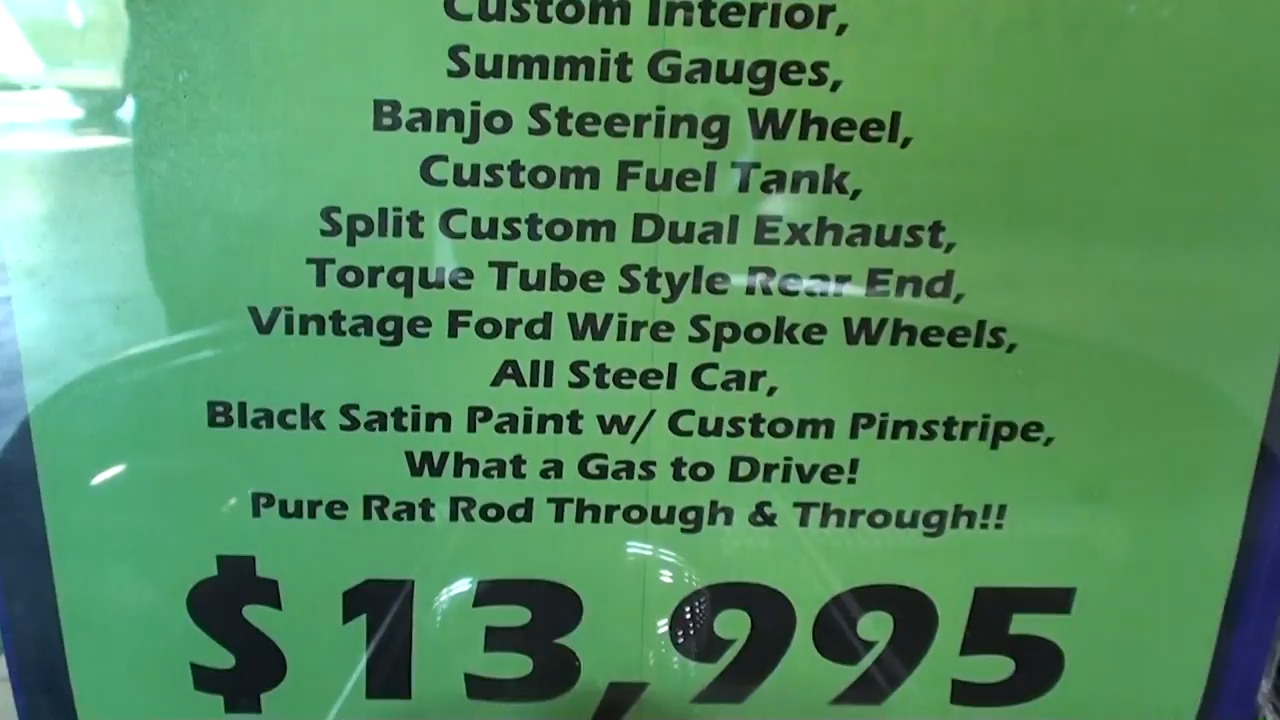 Custom Interior,
Summit Gauges,
Banjo Steering Wheel,
Custom Fuel Tank,
Split Custom Dual Exhaust,
Torque Tube Style Rear End,
Vintage Ford Wire Spoke Wheels,
All Steel Car,
Black Satin Paint w/ Custom Pinstripe,
What a Gas to Drive!
Pure Rat Rod Through & Through!!
$13,995